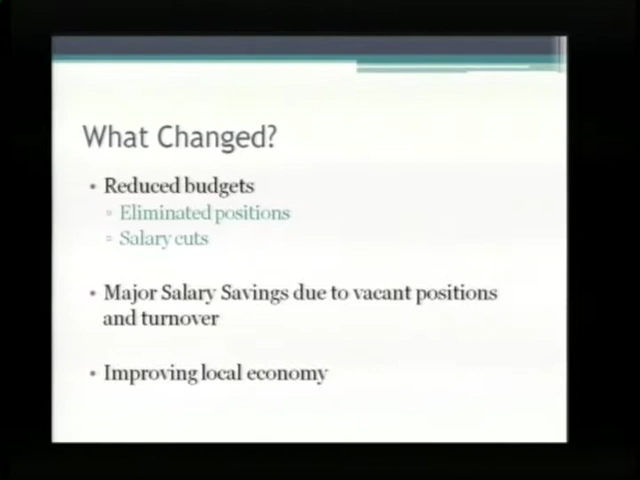 What Changed?
• Reduced budgets
▫ Eliminated positions
▫ Salary cuts
• Major Salary Savings due to vacant positions
and turnover
• Improving local economy